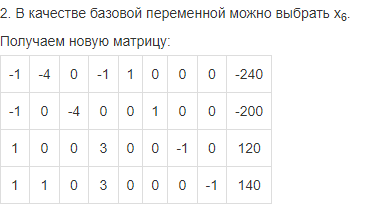 2. В качестве базовой переменной можно выбрать x₆.
Получаем новую матрицу:
-1 -4 0 -1 1 0 0 0 -240
-1 0 -4 0 0 1 0 0 -200
1 0 0 3 0 0 -1 0 120
1 1 0 3 0 0 0 -1 140